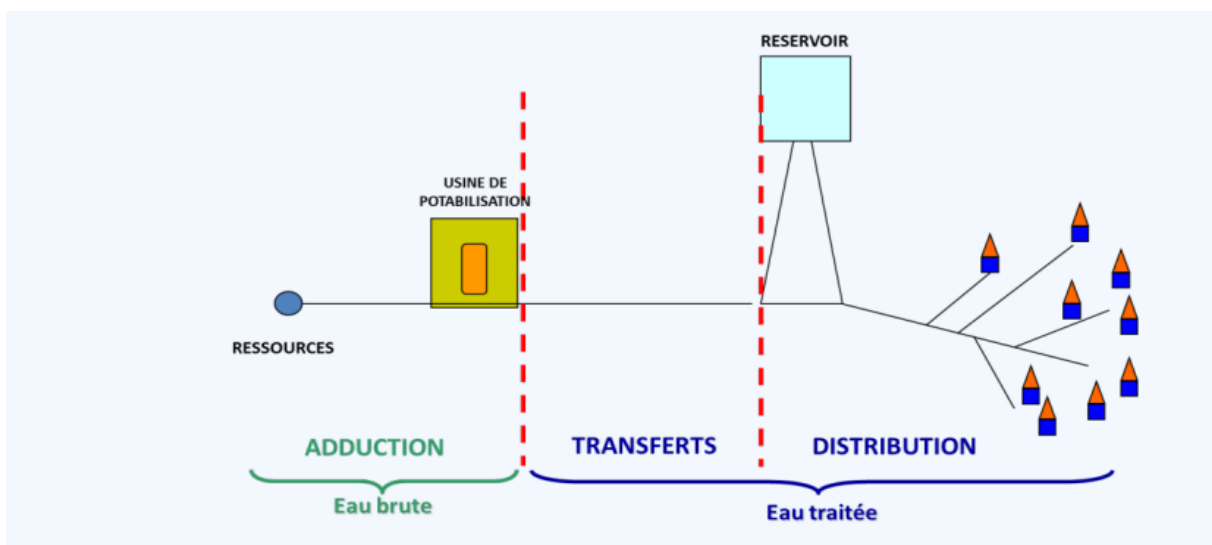 RESERVOIR
USINE DE
POTABILISATION
RESSOURCES
ADDUCTION
TRANSFERTS
DISTRIBUTION
Eau brute
Eau traitée